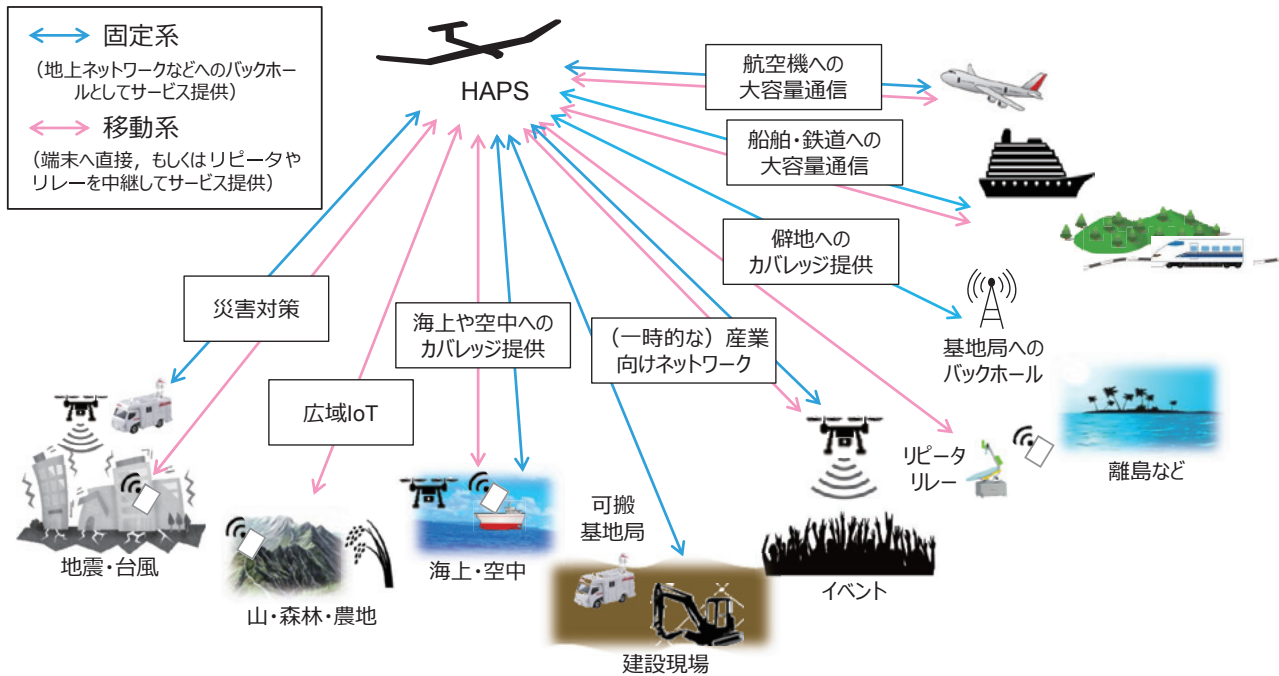 固定系
（地上ネットワークなどへのバックホー
ルとしてサービス提供）
移動系
（端末へ直接，もしくはリピータや
リレーを中継してサービス提供）
HAPS
航空機への
大容量通信
船舶・鉄道への
大容量通信
僻地への
カバレッジ提供
災害対策
海上や空中への
カバレッジ提供
（一時的な）産業
向けネットワーク
広域IoT
基地局への
バックホール
リピータ
リレー
離島など
可搬
基地局
地震・台風
山・森林・農地
海上・空中
建設現場
イベント